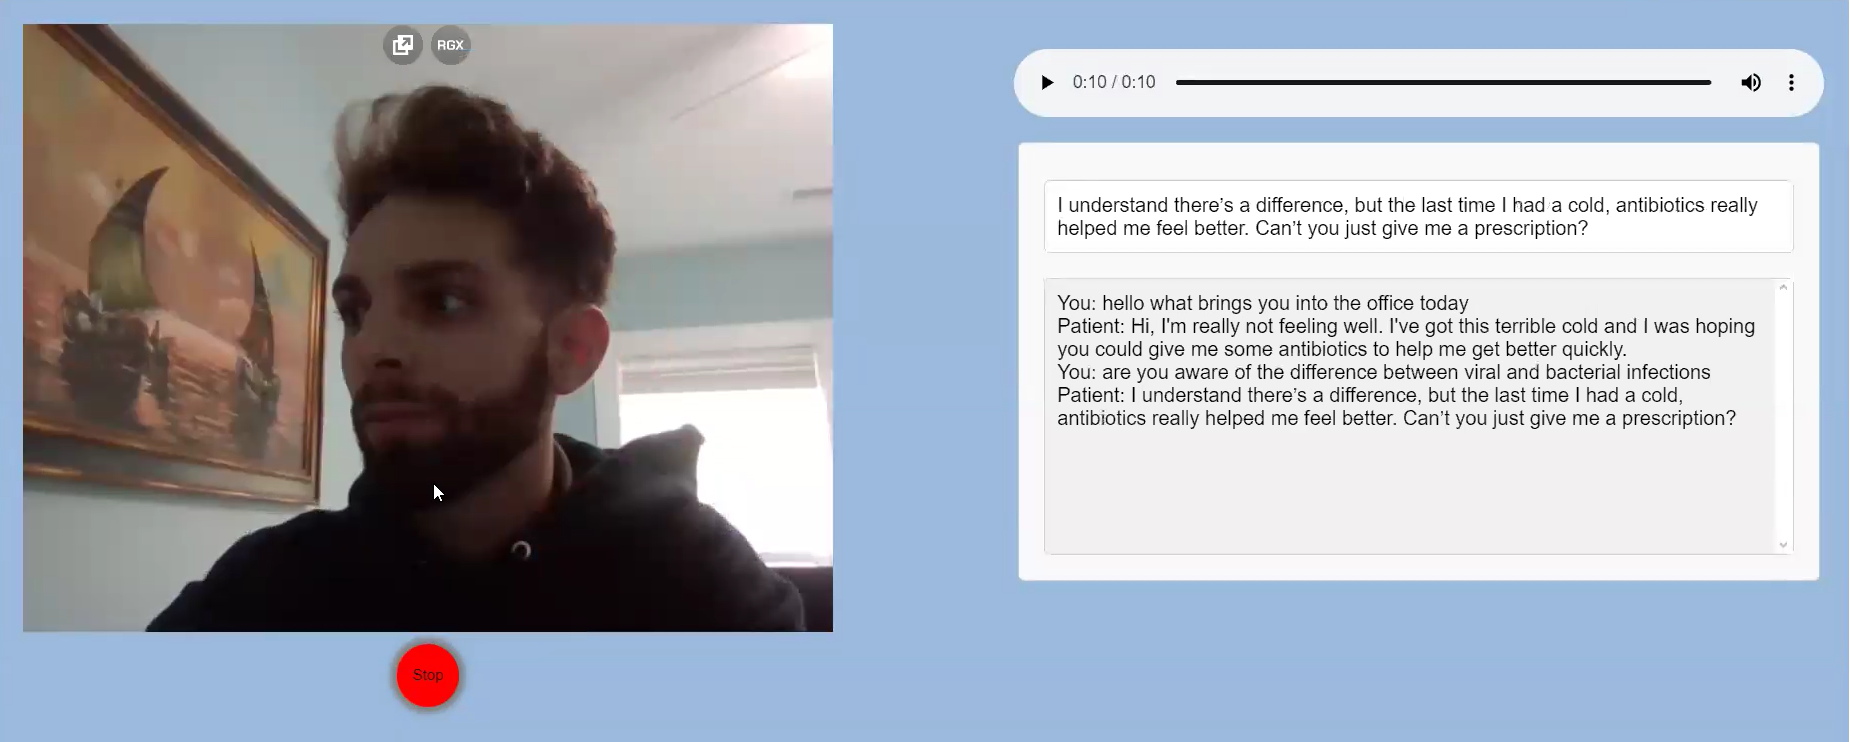 RGX
0:10 / 0:10
I understand there’s a difference, but the last time I had a cold, antibiotics really
helped me feel better. Can’t you just give me a prescription?
You: hello what brings you into the office today
Patient: Hi, I'm really not feeling well. I've got this terrible cold and I was hoping
you could give me some antibiotics to help me get better quickly.
You: are you aware of the difference between viral and bacterial infections
Patient: I understand there’s a difference, but the last time I had a cold,
antibiotics really helped me feel better. Can’t you just give me a prescription?
Stop